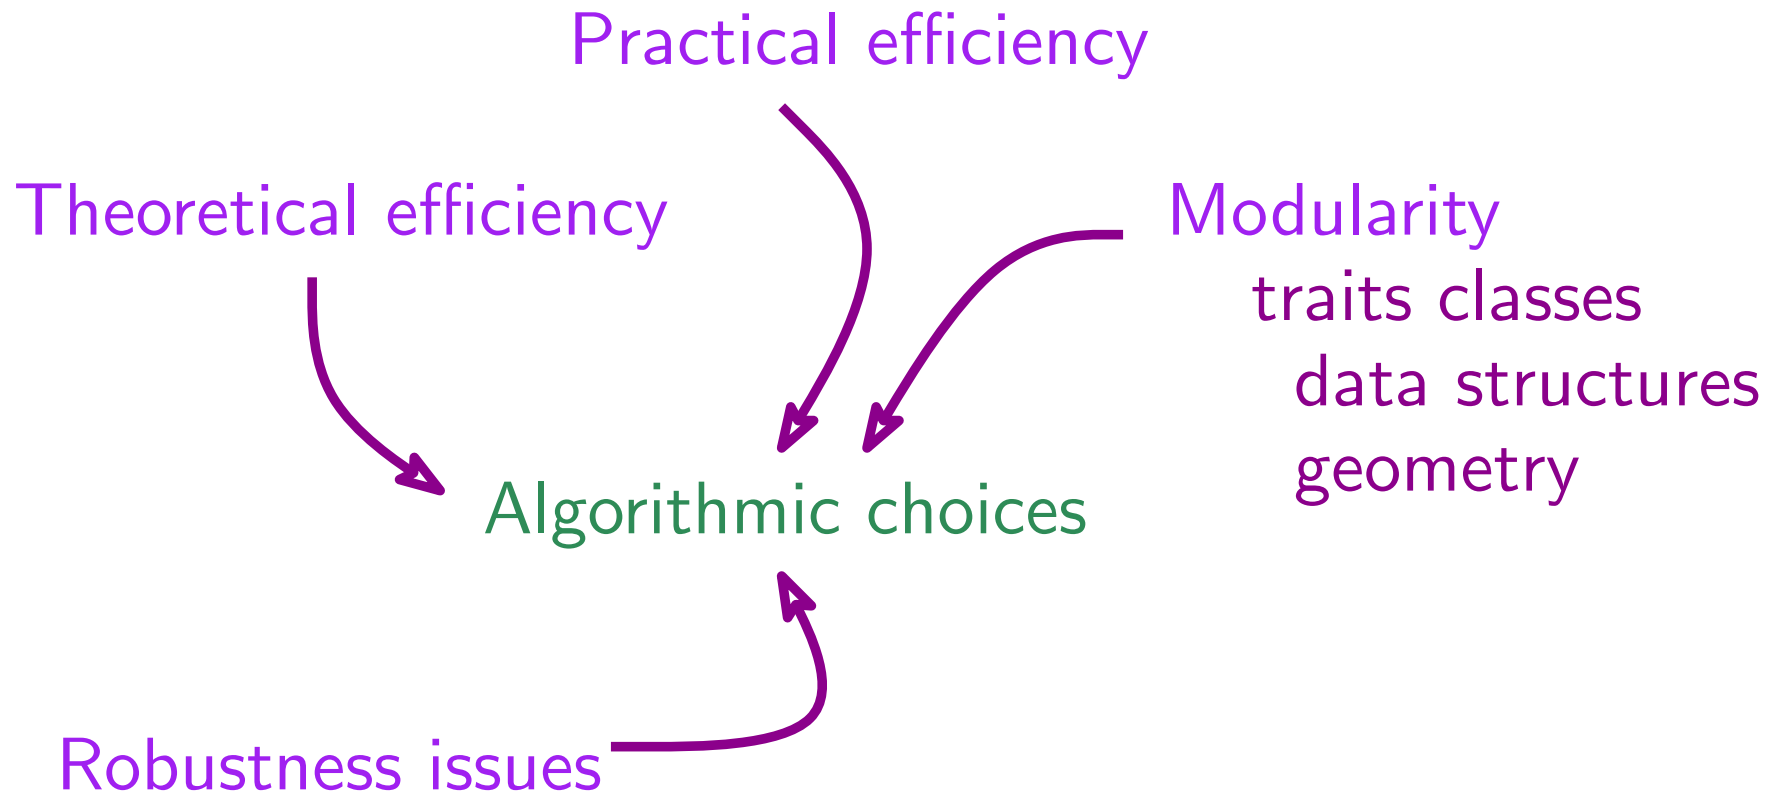 Practical efficiency
Theoretical efficiency
Modularity
traits classes
data structures
geometry
Algorithmic choices
Robustness issues